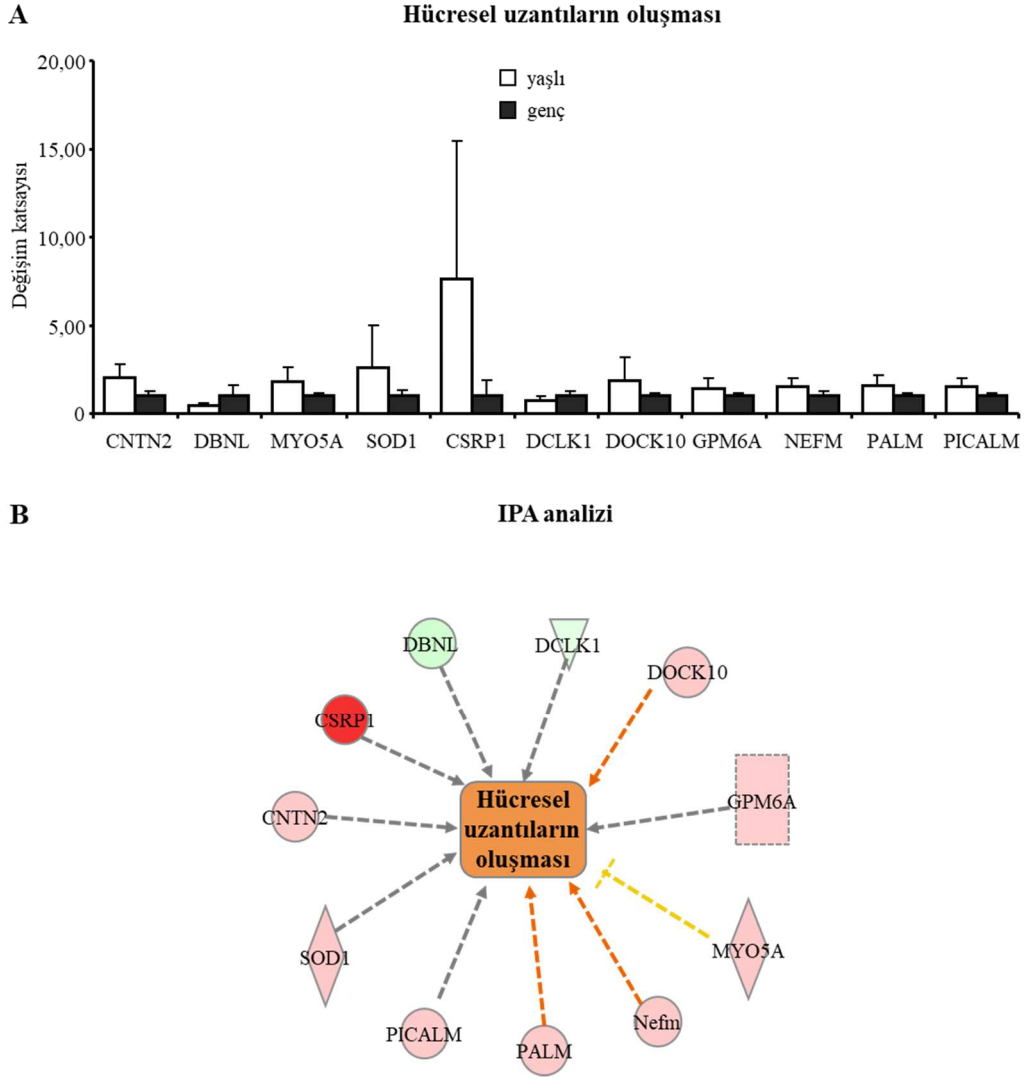 A
Hücresel uzantıların oluşması
20,00
15,00
10,00
5,00
0
Değişim katsayısı
yaşlı
genç
CNTN2 DBNL MYO5A SOD1 CSRP1 DCLK1 DOCK10 GPM6A NEFM PALM PICALM
B
IPA analizi
DBNL
DCLK1
DOCK10
CSRP1
GPM6A
CNTN2
Hücresel
uzantıların
oluşması
MYO5A
SOD1
Nefm
PICALM
PALM